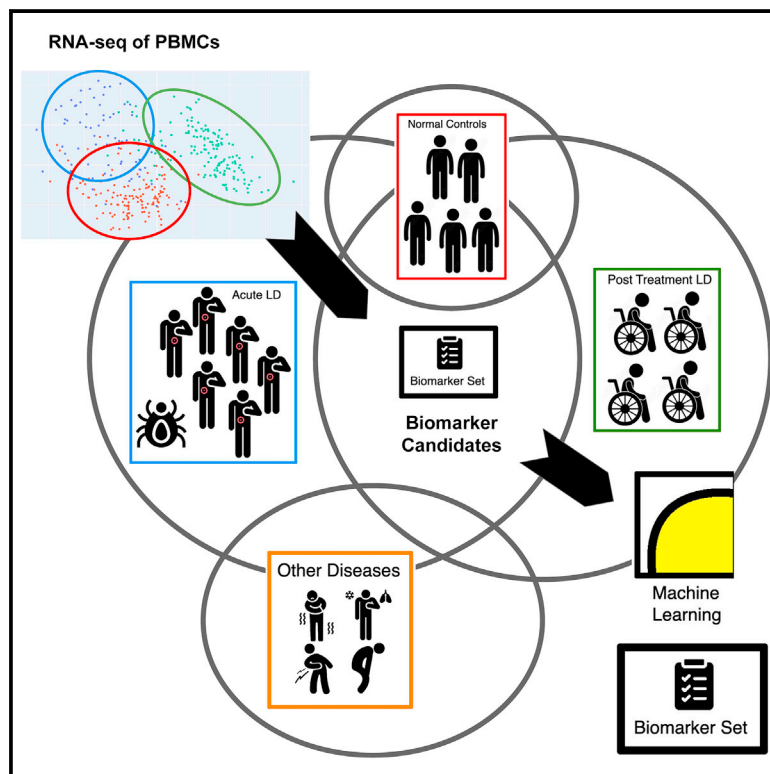 RNA-seq of PBMCs
Normal Controls
Acute LD
Post Treatment LD
Biomarker Set
Biomarker
Candidates
Other Diseases
Machine
Learning
Biomarker Set